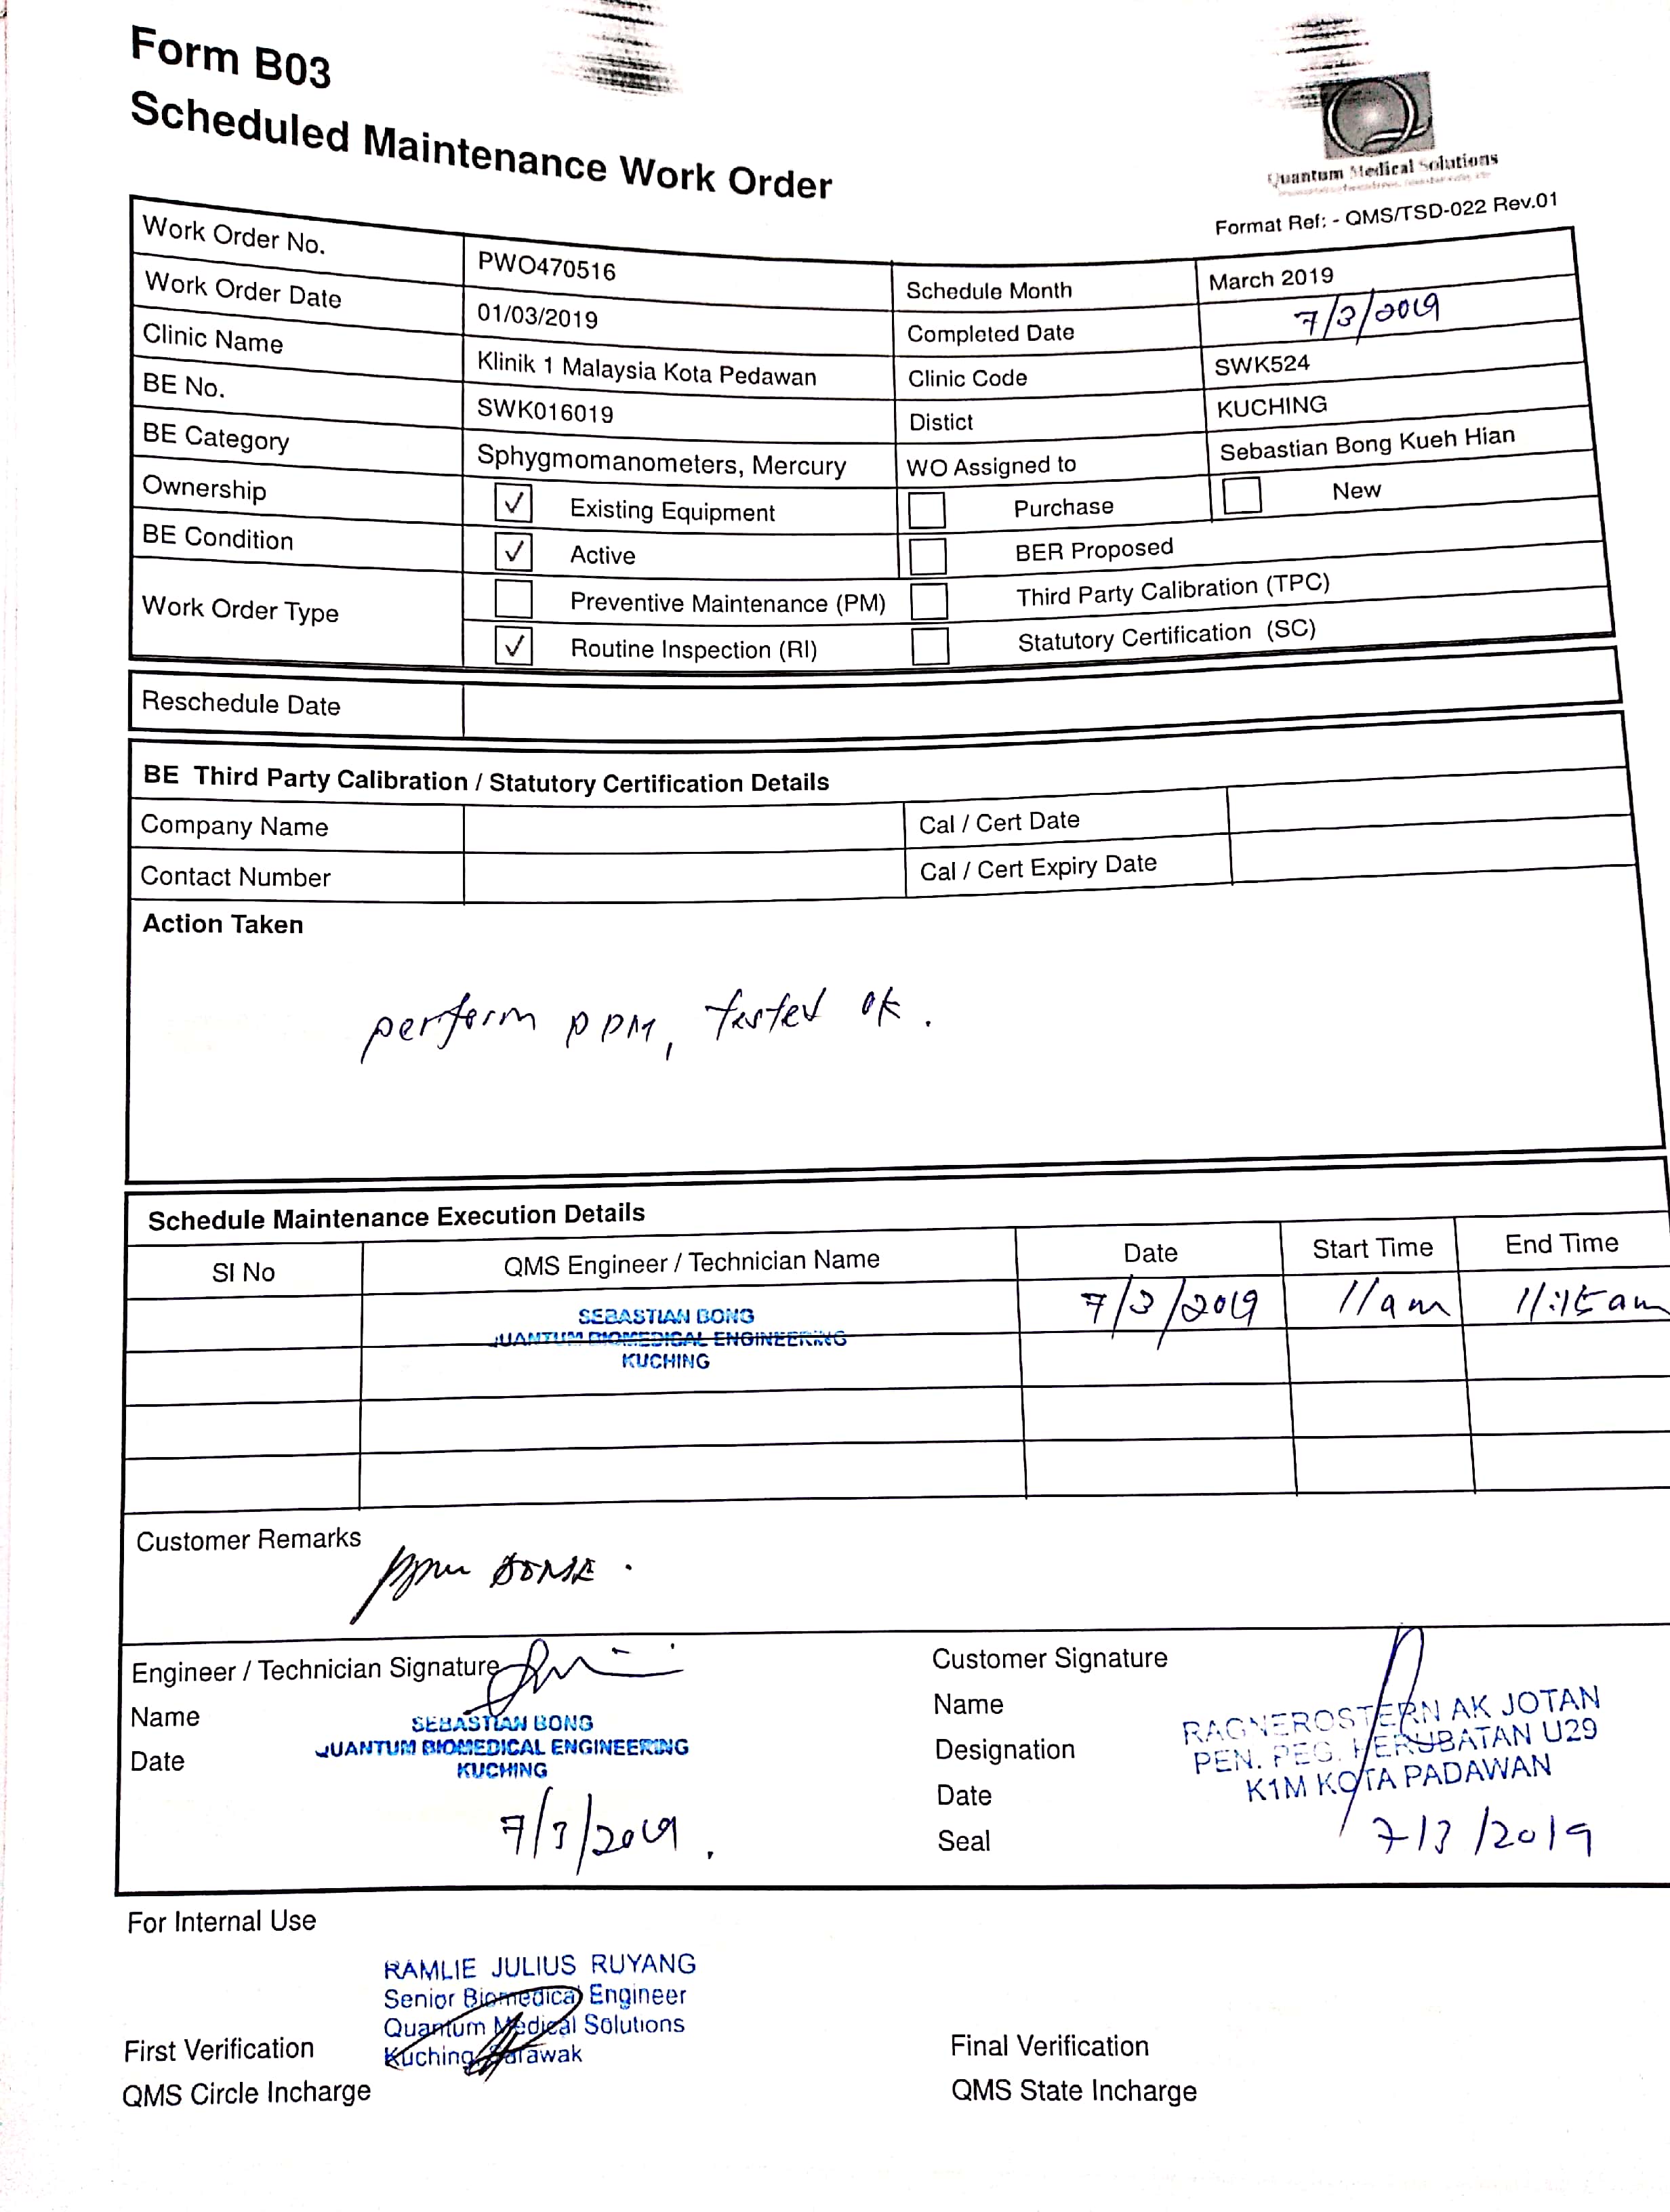 Form B03
Scheduled Maintenance Work Order
Quantum Medical Solutions
Format Ref: - QMS/TSD-022 Rev.01
Work Order No. PWO470516 Schedule Month March 2019
Work Order Date 01/03/2019 Completed Date 7/3/2019
Clinic Name Klinik 1 Malaysia Kota Pedawan Clinic Code SWK524
BE No. SWK016019 Distict KUCHING
BE Category Sphygmomanometers, Mercury WO Assigned to Sebastian Bong Kueh Hian
Ownership ✓ Existing Equipment Purchase New
BE Condition ✓ Active BER Proposed
Work Order Type Preventive Maintenance (PM) Third Party Calibration (TPC)
✓ Routine Inspection (RI) Statutory Certification (SC)
Reschedule Date
BE Third Party Calibration / Statutory Certification Details
Company Name Cal / Cert Date
Contact Number Cal / Cert Expiry Date
Action Taken
perform PPM, tested ok.
Schedule Maintenance Execution Details
SI No QMS Engineer / Technician Name Date Start Time End Time
SEBASTIAN BONG 7/3/2019 11am 11:15am
UANTUM BIOMEDICAL ENGINEERING
KUCHING
Customer Remarks
ppm DONE.
Engineer / Technician Signature Customer Signature
Name SEBASTIAN BONG Name RAGNEROSTERN AK JOTAN
QUANTUM BIOMEDICAL ENGINEERING Designation PEN. PEG. PERUBATAN U29
Date KUCHING K1M KOTA PADAWAN
7/3/2019. Date 7/3/2019
Seal
For Internal Use
RAMLIE JULIUS RUYANG
Senior Biomedical Engineer
Quantum Medical Solutions
Kuching, Sarawak
First Verification Final Verification
QMS Circle Incharge QMS State Incharge